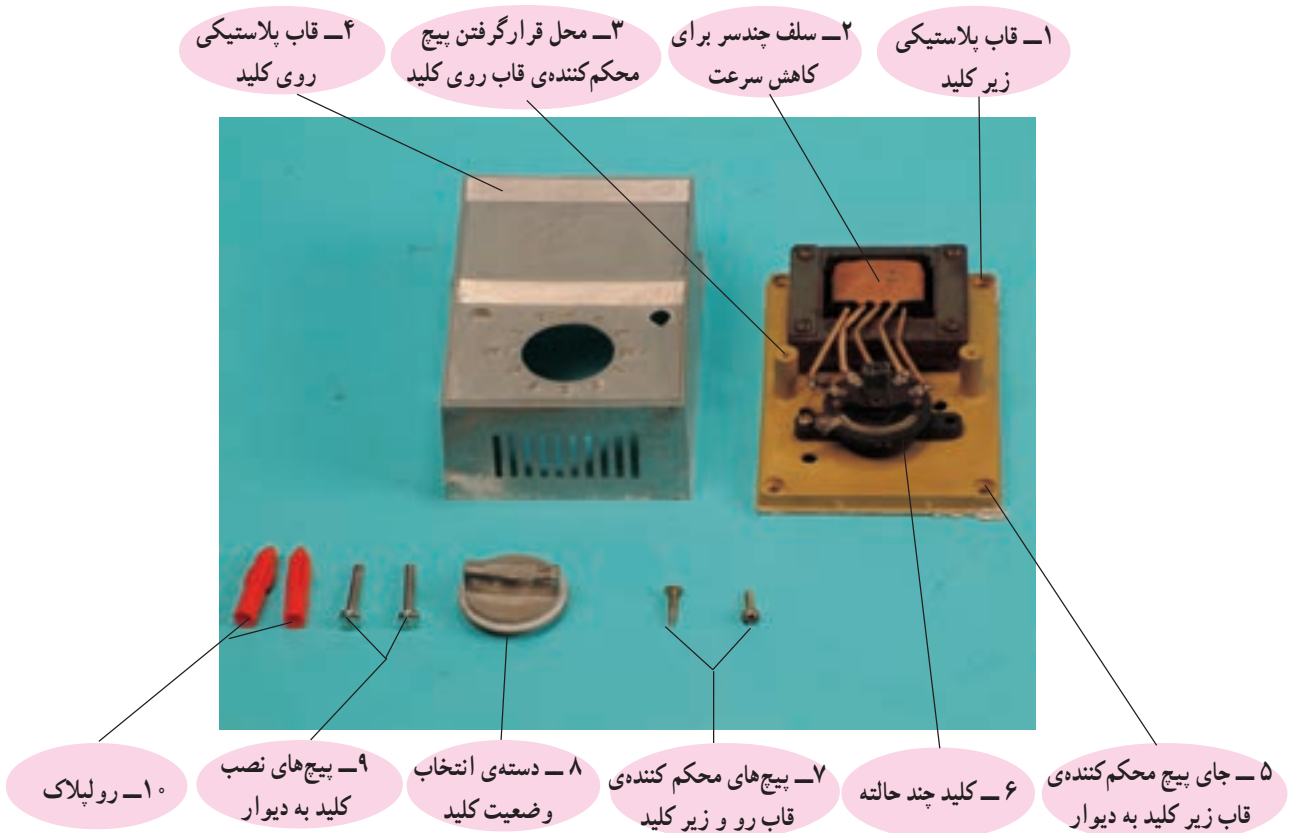 ۱ــ قاب پلاستیکی
زیر کلید
۲ــ سلف چندسر برای
کاهش سرعت
۳ــ محل قرارگرفتن پیچ
محکم‌کننده‌ی قاب روی کلید
۴ــ قاب پلاستیکی
روی کلید
۵ ــ جای پیچ محکم‌کننده‌ی
قاب زیر کلید به دیوار
۶ ــ کلید چند حالته
۷ــ پیچ‌های محکم کننده‌ی
قاب رو و زیر کلید
۸ ــ دسته‌ی انتخاب
وضعیت کلید
۹ــ پیچ‌های نصب
کلید به دیوار
۱۰ــ رولپلاک